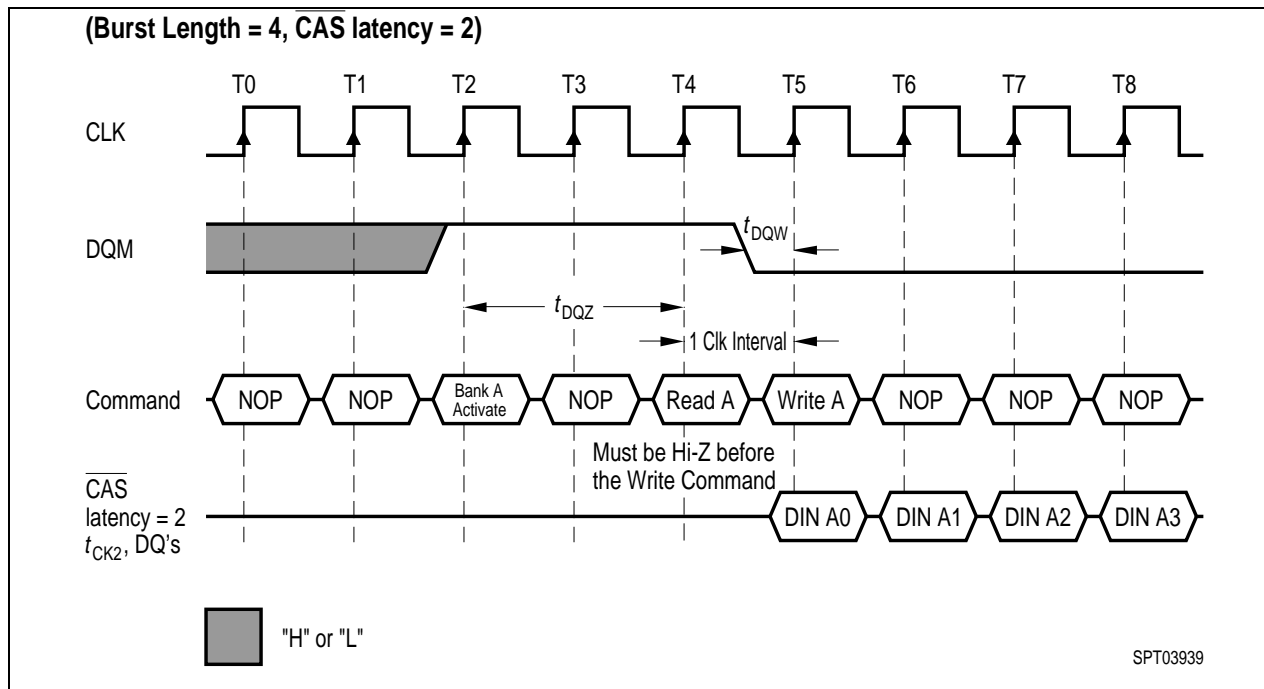 (Burst Length = 4, CAS latency = 2)
T0 T1 T2 T3 T4 T5 T6 T7 T8
CLK
DQM
tDQW
tDQZ
1 Clk Interval
Command NOP NOP Bank A Activate NOP Read A Write A NOP NOP NOP
Must be Hi-Z before
the Write Command
CAS
latency = 2
tCK2, DQ's
DIN A0 DIN A1 DIN A2 DIN A3
"H" or "L"
SPT03939